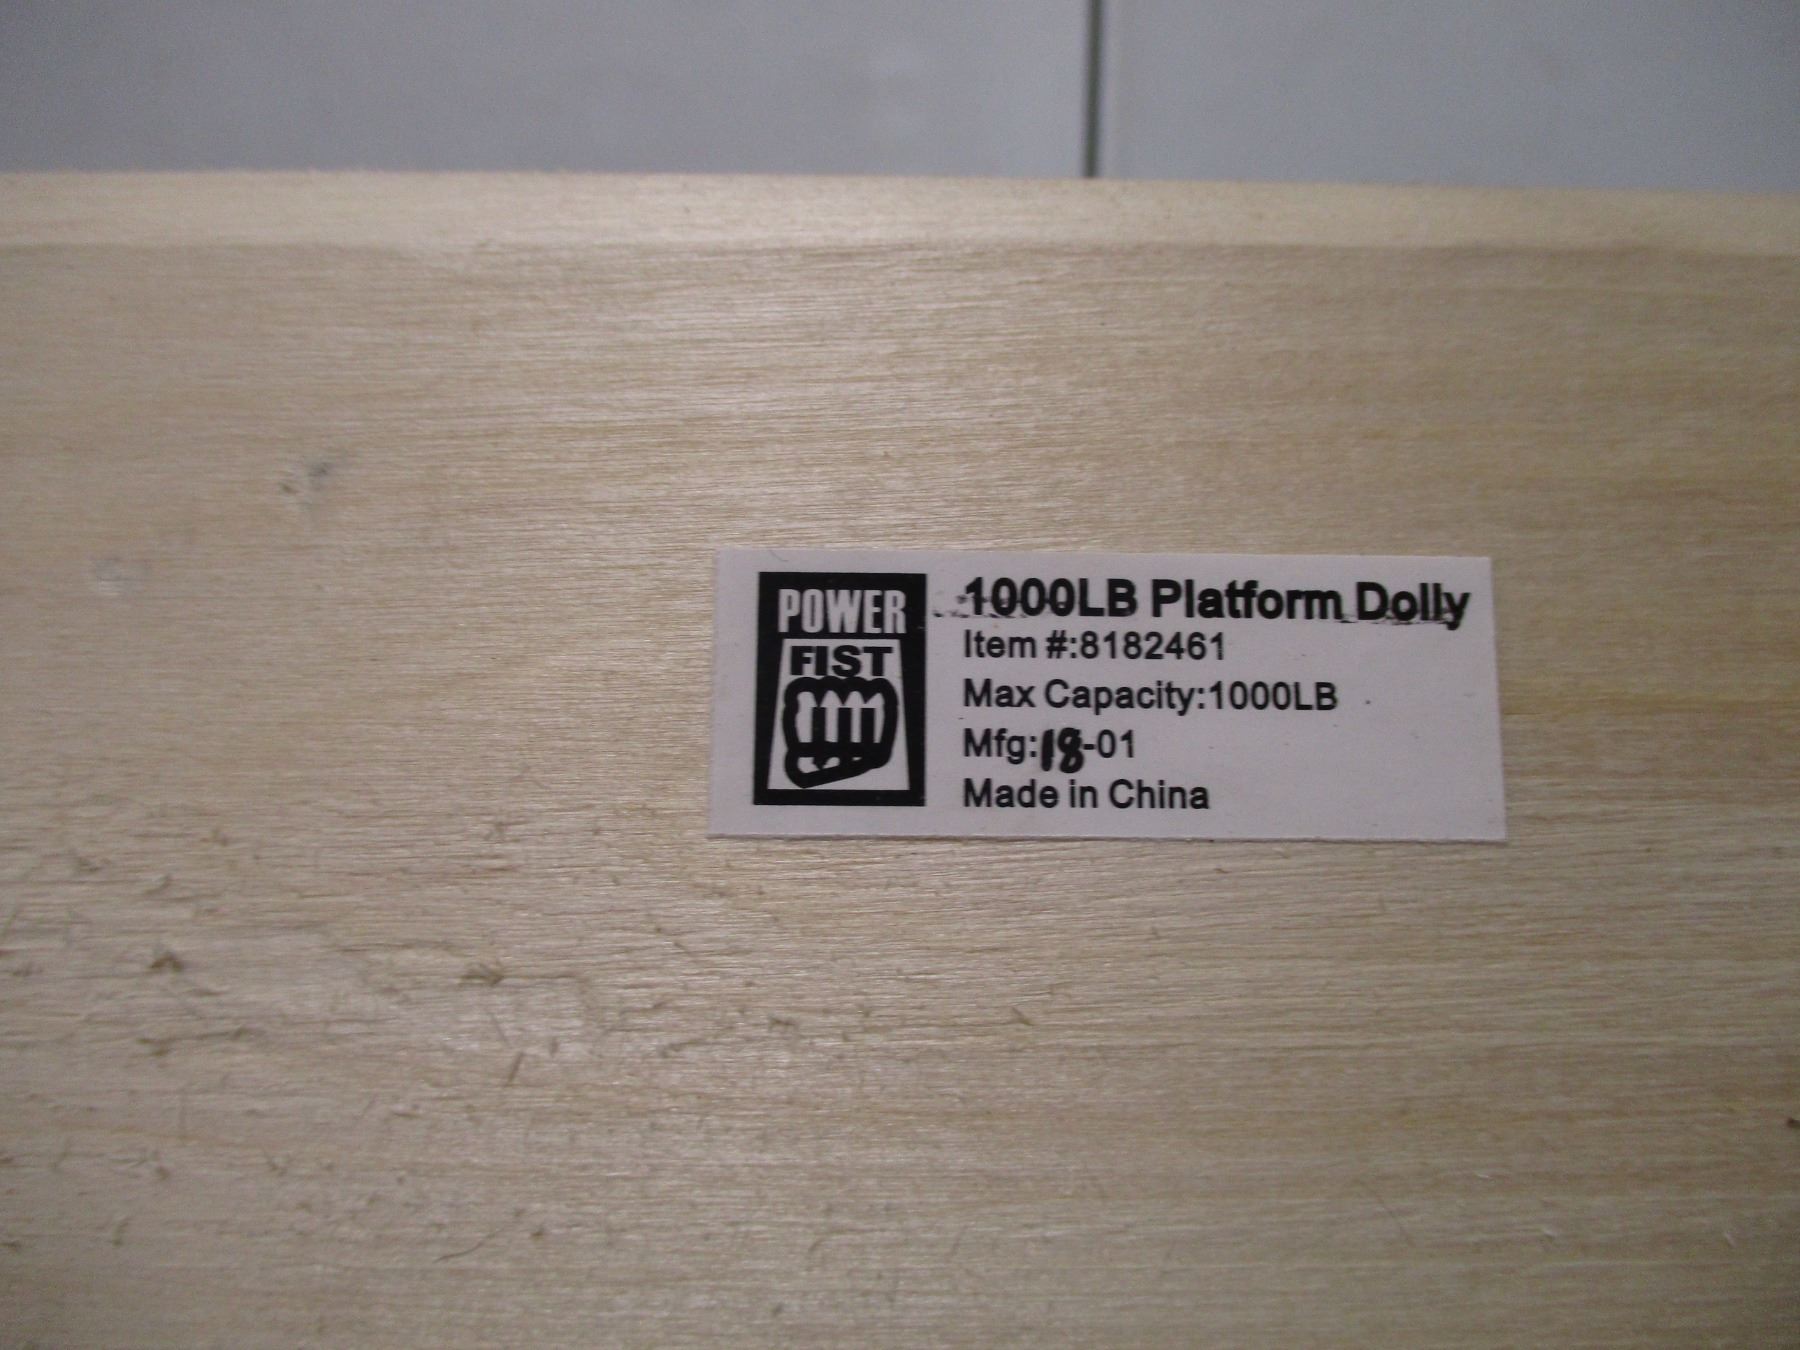 POWER
FIST
1000LB Platform Dolly
Item #:8182461
Max Capacity:1000LB
Mfg:18-01
Made in China